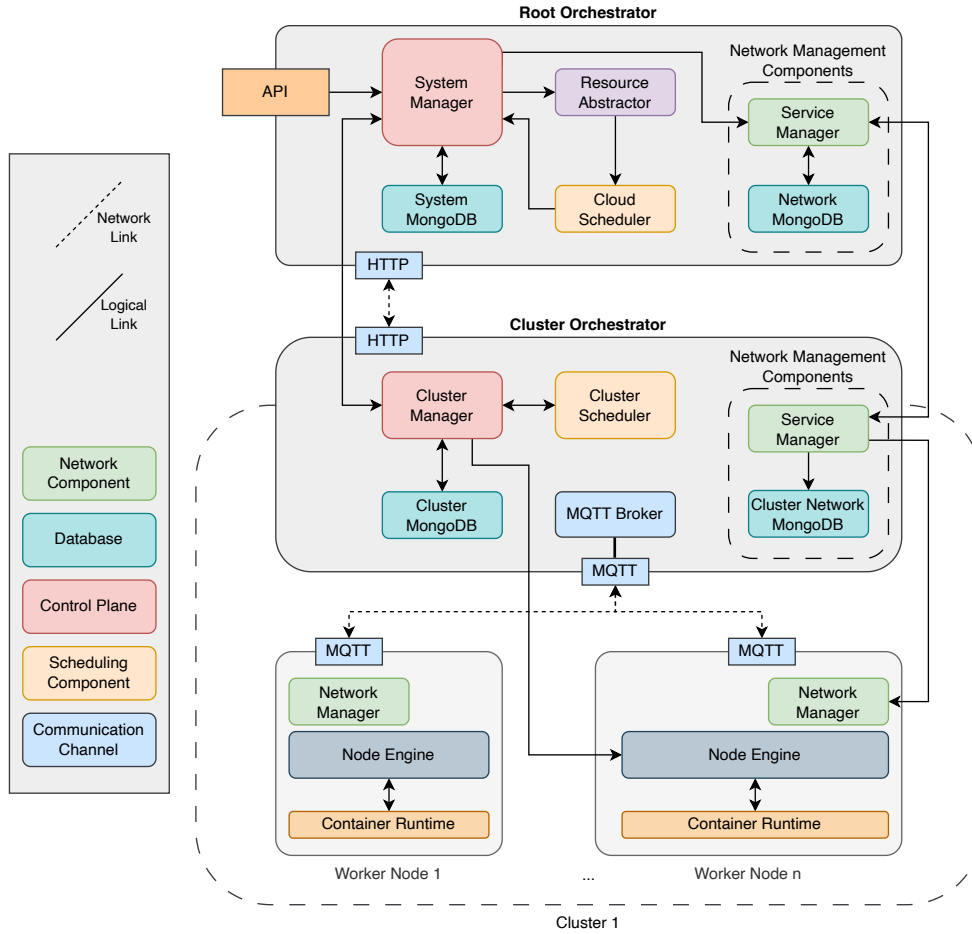 Root Orchestrator
API
System
Manager
Resource
Abstractor
Network Management
Components
Service
Manager
System
MongoDB
Cloud
Scheduler
Network
MongoDB
HTTP
Network
Link
Logical
Link
Network
Component
Database
Control Plane
Scheduling
Component
Communication
Channel
HTTP
Cluster Orchestrator
Cluster
Manager
Cluster
Scheduler
Network Management
Components
Service
Manager
Cluster
MongoDB
MQTT Broker
Cluster Network
MongoDB
MQTT
MQTT
Network
Manager
Node Engine
Container Runtime
Worker Node 1
...
MQTT
Network
Manager
Node Engine
Container Runtime
Worker Node n
Cluster 1